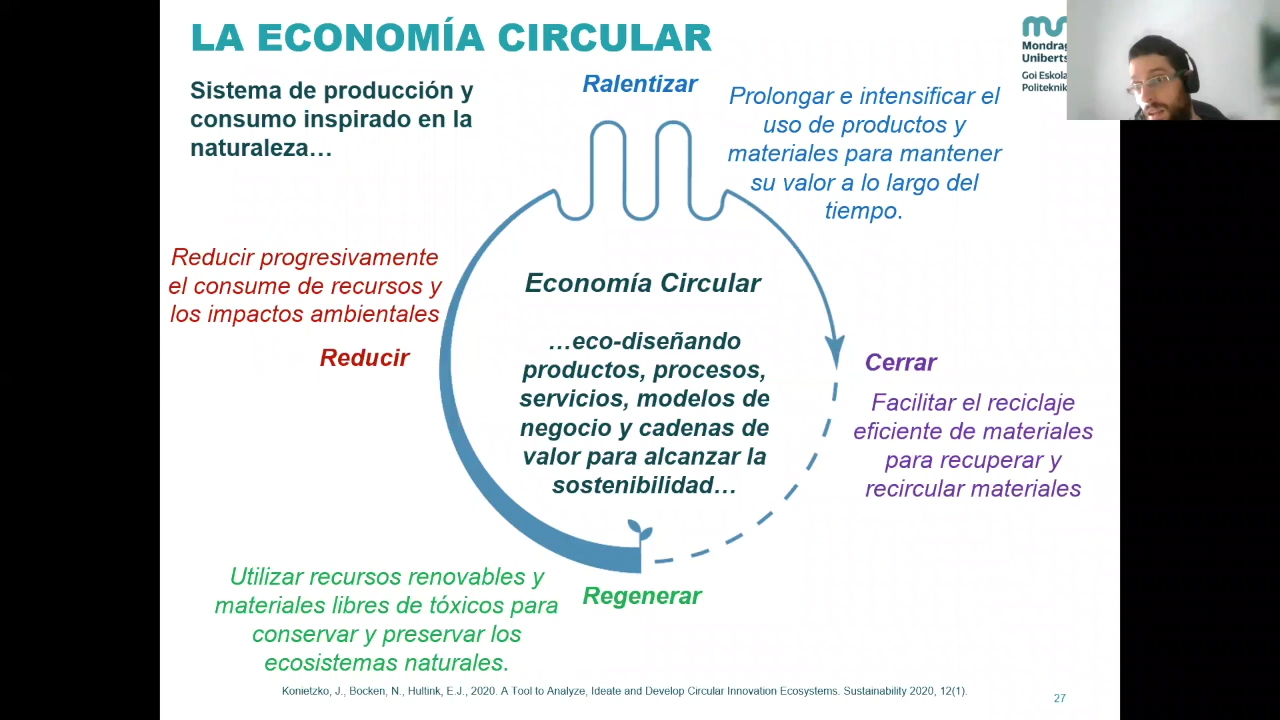 LA ECONOMÍA CIRCULAR
Sistema de producción y
consumo inspirado en la
naturaleza…
Ralentizar
Prolongar e intensificar el
uso de productos y
materiales para mantener
su valor a lo largo del
tiempo.
Goi Eskola
Reducir progresivamente
el consume de recursos y
los impactos ambientales
Reducir
Economía Circular
…eco-diseñando
productos, procesos,
servicios, modelos de
negocio y cadenas de
valor para alcanzar la
sostenibilidad…
Cerrar
Facilitar el reciclaje
eficiente de materiales
para recuperar y
recircular materiales
Regenerar
Utilizar recursos renovables y
materiales libres de tóxicos para
conservar y preservar los
ecosistemas naturales.
Konietzko, J., Bocken, N., Hultink, E.J., 2020. A Tool to Analyze, Ideate and Develop Circular Innovation Ecosystems. Sustainability 2020, 12(1).
27